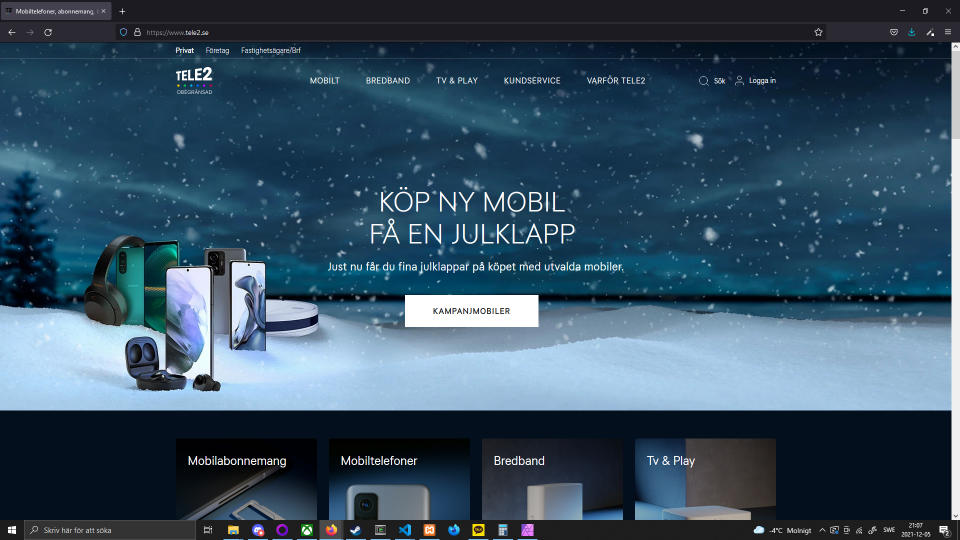 Mobiltelefoner, abonnemang,
https://www.tele2.se
Privat Företag Fastighetsägare/Brf
TELE2
OBEGRÄNSAD
MOBILT BREDBAND TV & PLAY KUNDSERVICE VARFÖR TELE2 Sök Logga in
KÖP NY MOBIL
FÅ EN JULKLAPP
Just nu får du fina julklappar på köpet med utvalda mobiler.
KAMPANJMOBILER
Mobilabonnemang Mobiltelefoner Bredband Tv & Play
Skriv här för att söka
-4°C Molnigt SWE 21:07
2021-12-05